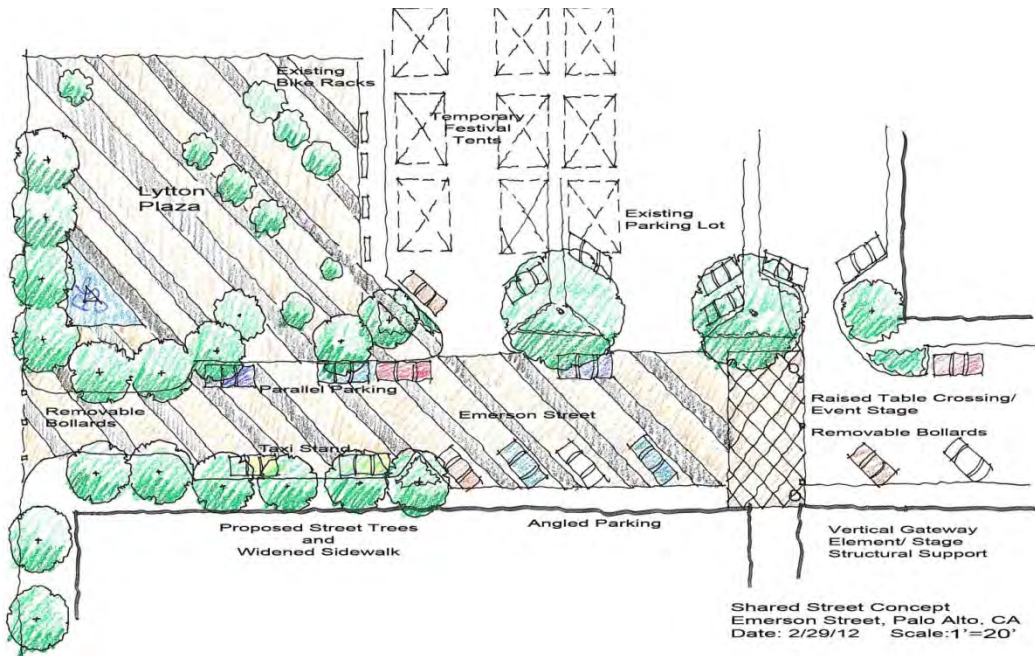 Existing
Bike Racks
Temporary
Festival
Tents
Lytton
Plaza
Existing
Parking Lot
Parallel Parking
Removable
Bollards
Emerson Street
Raised Table Crossing/
Event Stage
Taxi Stand
Removable Bollards
Proposed Street Trees
and
Widened Sidewalk
Angled Parking
Vertical Gateway
Element/ Stage
Structural Support
Shared Street Concept
Emerson Street, Palo Alto, CA
Date: 2/29/12 Scale:1'=20'